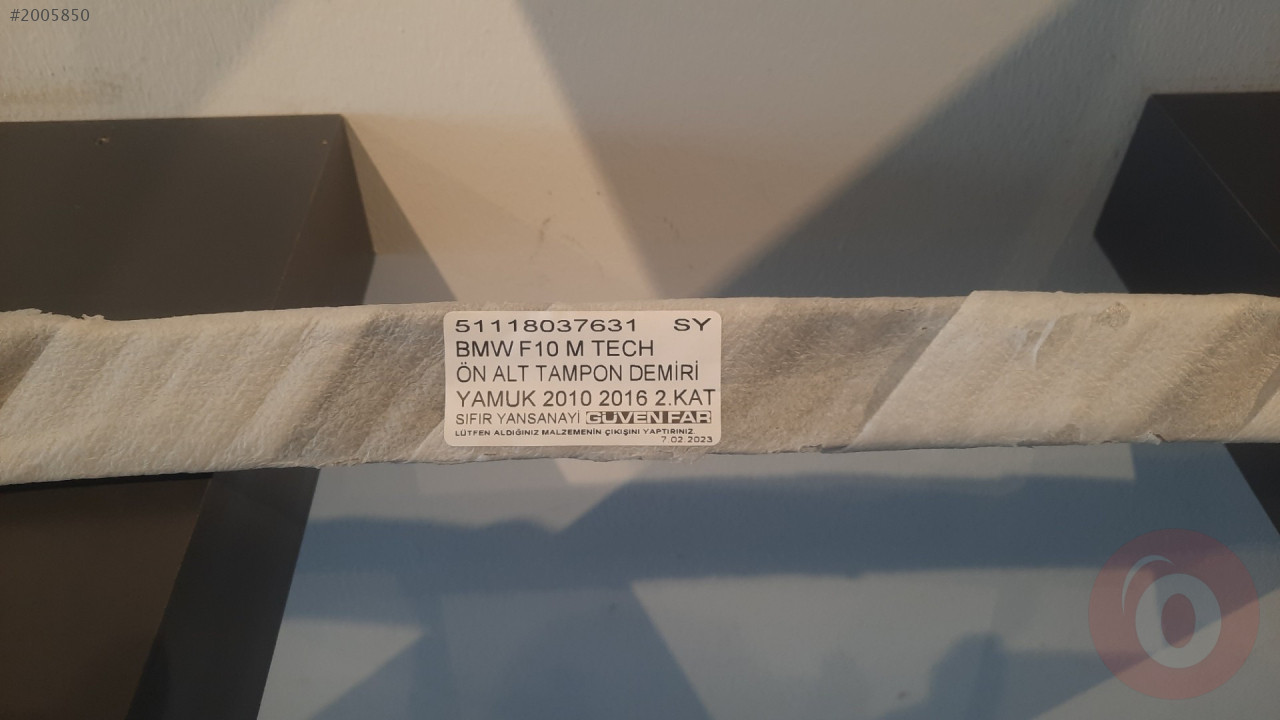 #2005850
51118037631 SY
BMW F10 M TECH
ÖN ALT TAMPON DEMİRİ
YAMUK 2010 2016 2.KAT
SIFIR YANSANAYİ GÜVEN FAR
LÜTFEN ALDIĞINIZ MALZEMENİN ÇIKIŞINI YAPTIRINIZ.
7.02.2023